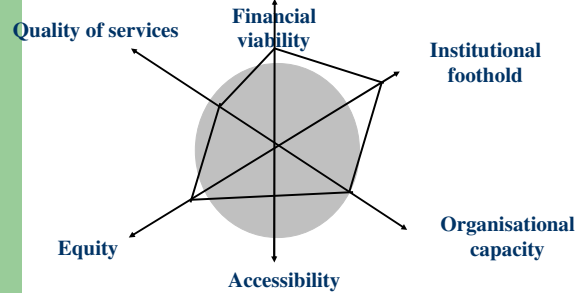 Financial
viability
Quality of services
Institutional
foothold
Organisational
capacity
Equity
Accessibility